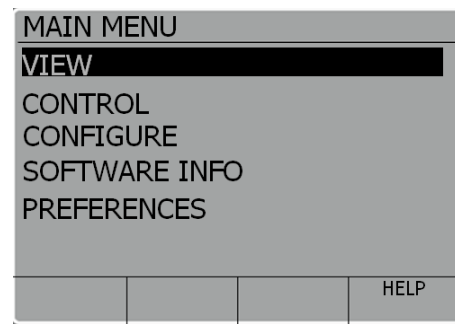 MAIN MENU
VIEW
CONTROL
CONFIGURE
SOFTWARE INFO
PREFERENCES
HELP